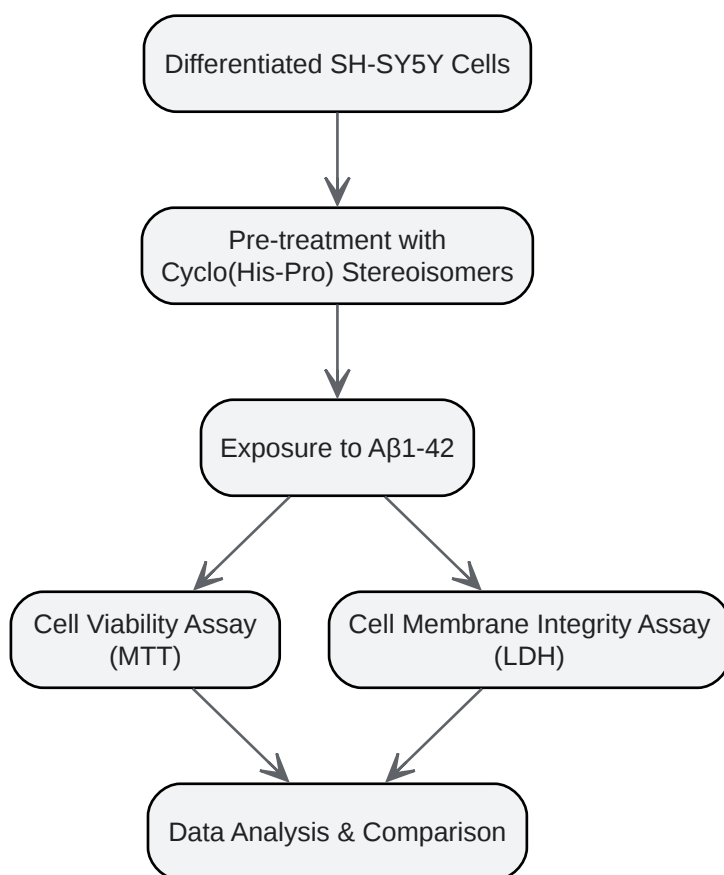 Differentiated SH-SY5Y Cells
Pre-treatment with
Cyclo(His-Pro) Stereoisomers
Exposure to Aβ1-42
Cell Viability Assay
(MTT)
Cell Membrane Integrity Assay
(LDH)
Data Analysis & Comparison